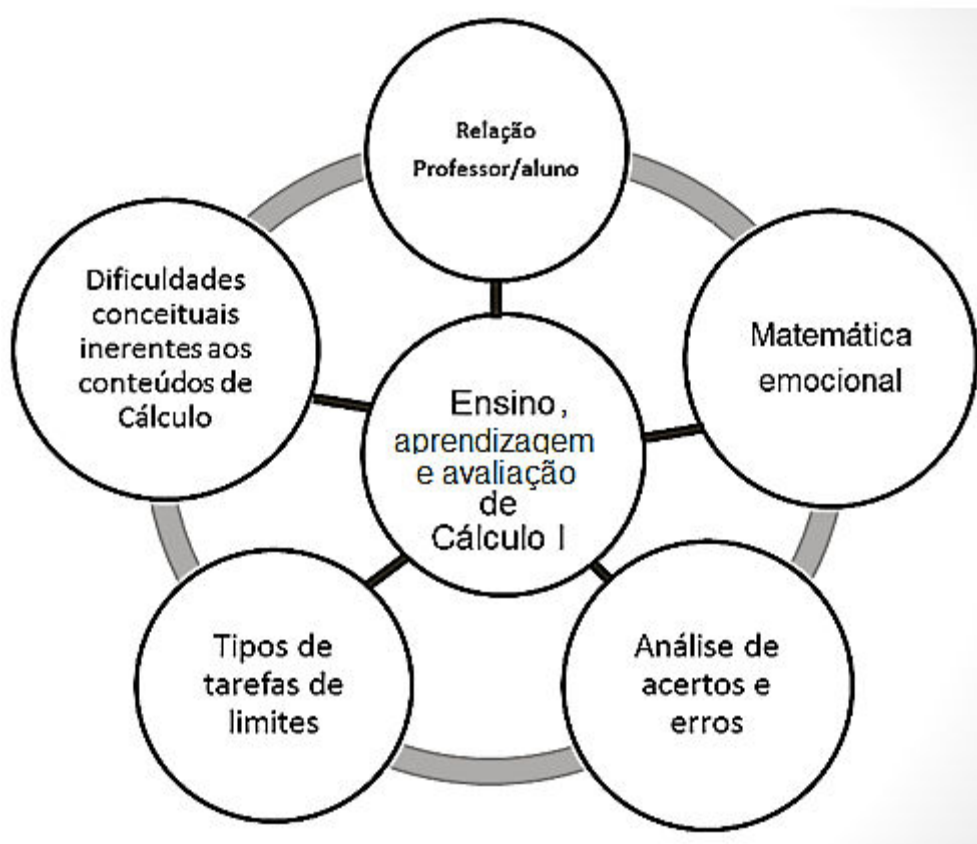 Relação
Professor/aluno
Matemática
emocional
Análise de
acertos e
erros
Tipos de
tarefas de
limites
Dificuldades
conceituais
inerentes aos
conteúdos de
Cálculo
Ensino,
aprendizagem
e avaliação
de
Cálculo I